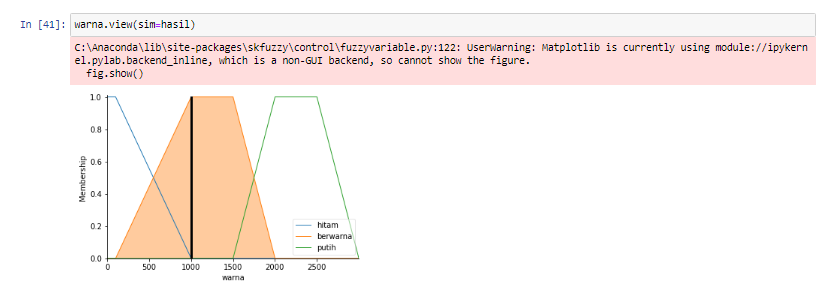 In [41]: warna.view(sim=hasil)
C:\Anaconda\lib\site-packages\skfuzzy\control\fuzzyvariable.py:122: UserWarning: Matplotlib is currently using module://ipykern
el.pylab.backend_inline, which is a non-GUI backend, so cannot show the figure.
fig.show()
1.0
0.8
0.6
0.4
0.2
0.0
Membership
hitam
berwarna
putih
0 500 1000 1500 2000 2500
warna